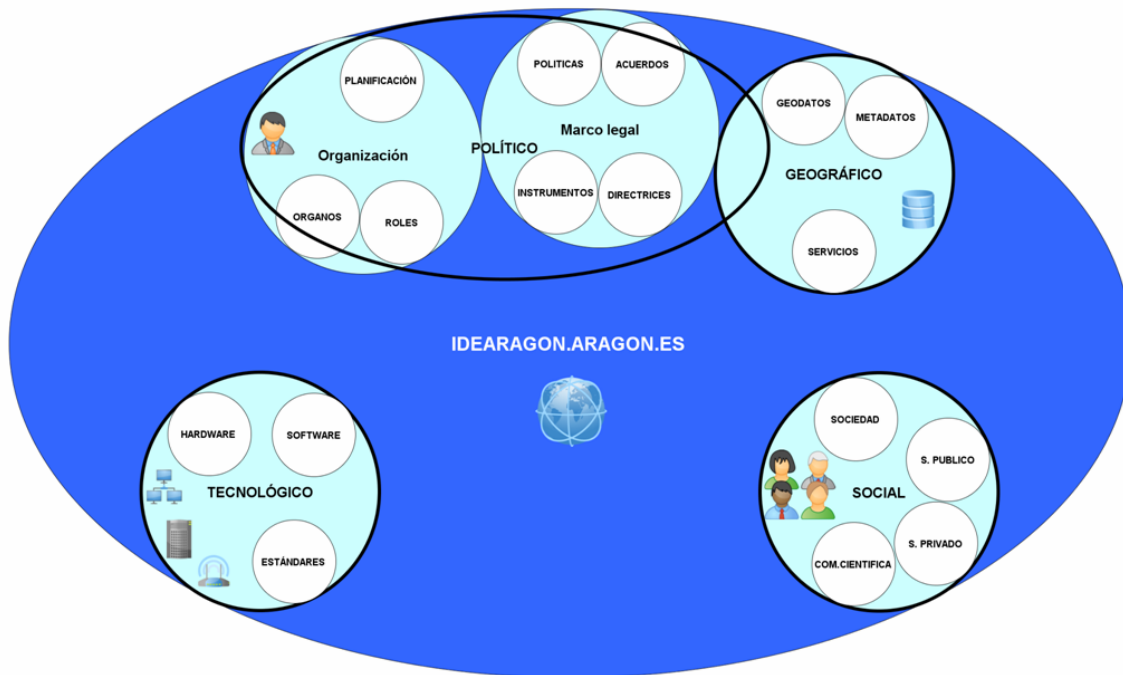 PLANIFICACIÓN
Organización
ORGANOS
ROLES
POLÍTICO
POLITICAS
ACUERDOS
Marco legal
INSTRUMENTOS
DIRECTRICES
GEODATOS
METADATOS
GEOGRÁFICO
SERVICIOS
IDEARAGON.ARAGON.ES
HARDWARE
SOFTWARE
TECNOLÓGICO
ESTÁNDARES
SOCIEDAD
S. PUBLICO
SOCIAL
S. PRIVADO
COM.CIENTIFICA